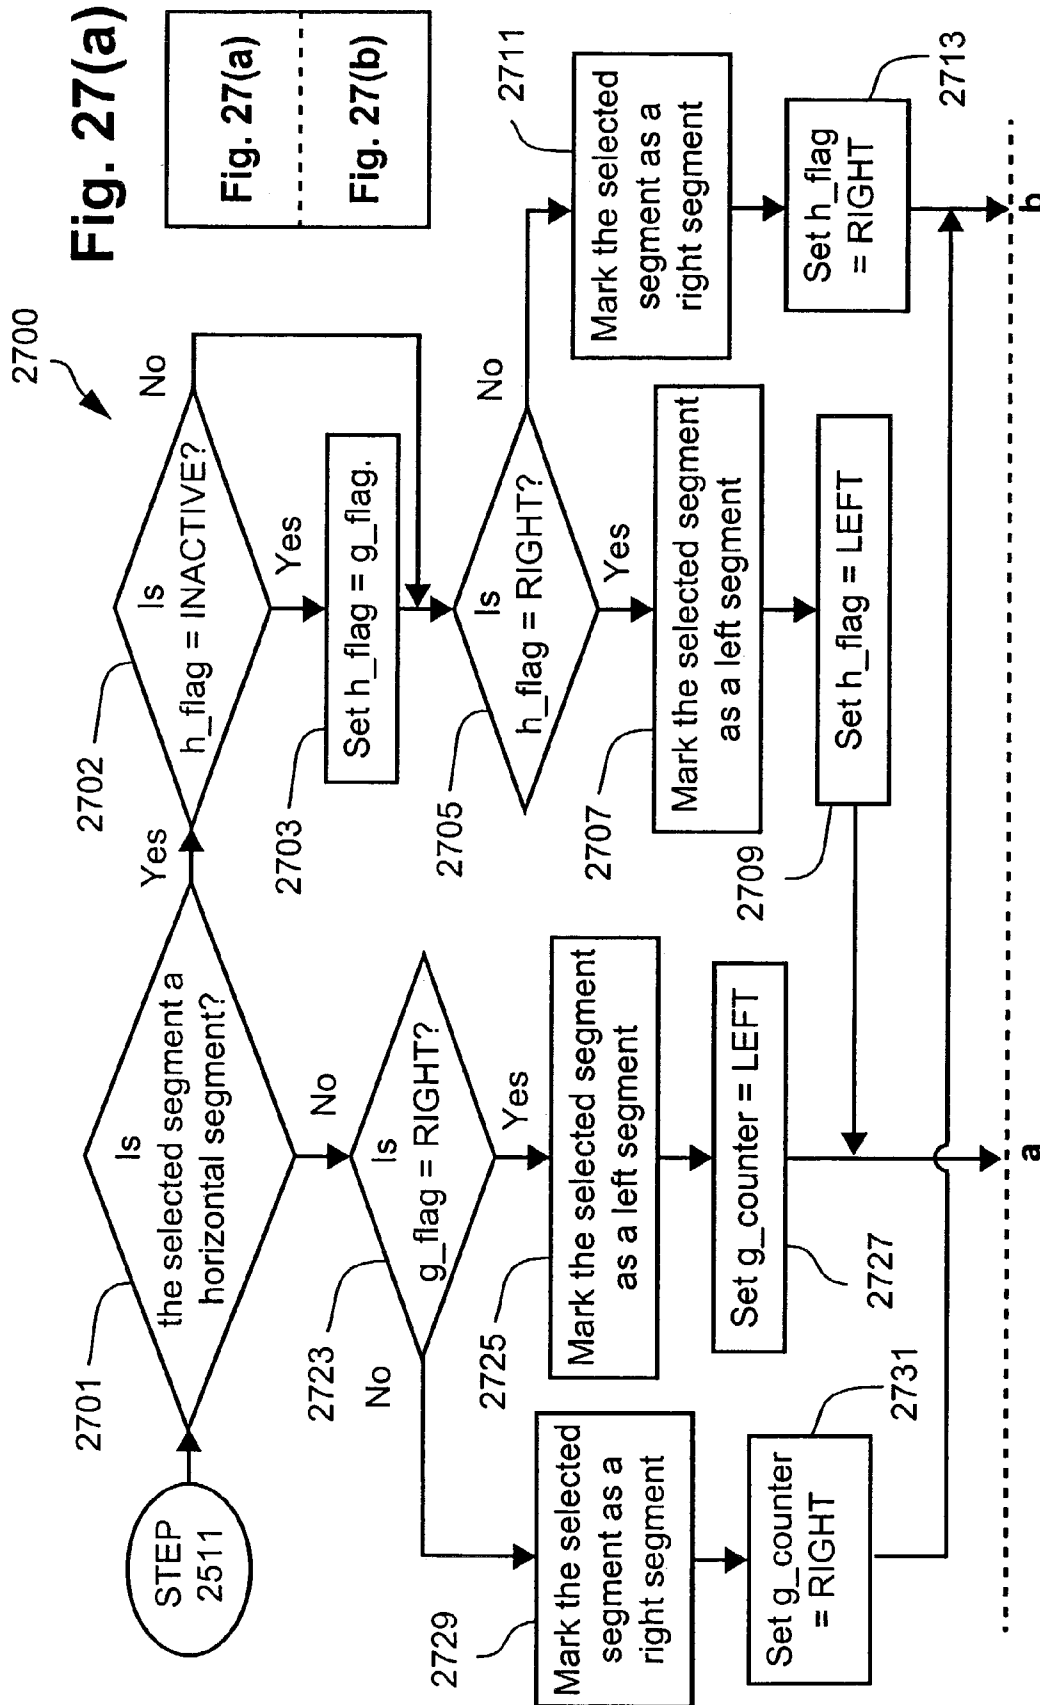 Fig. 27(a)
Fig. 27(a)
Fig. 27(b)
2700
STEP
2511
2701
Is
the selected segment a
horizontal segment?
Yes
No
2702
Is
h_flag = INACTIVE?
No
Yes
2703
Set h_flag = g_flag.
2705
Is
h_flag = RIGHT?
No
Yes
2707
Mark the selected segment
as a left segment
2709
Set h_flag = LEFT
2711
Mark the selected
segment as a
right segment
2713
Set h_flag
= RIGHT
2723
Is
g_flag = RIGHT?
No
Yes
2725
Mark the selected segment
as a left segment
2727
Set g_counter = LEFT
2729
Mark the selected
segment as a
right segment
2731
Set g_counter
= RIGHT
a
b